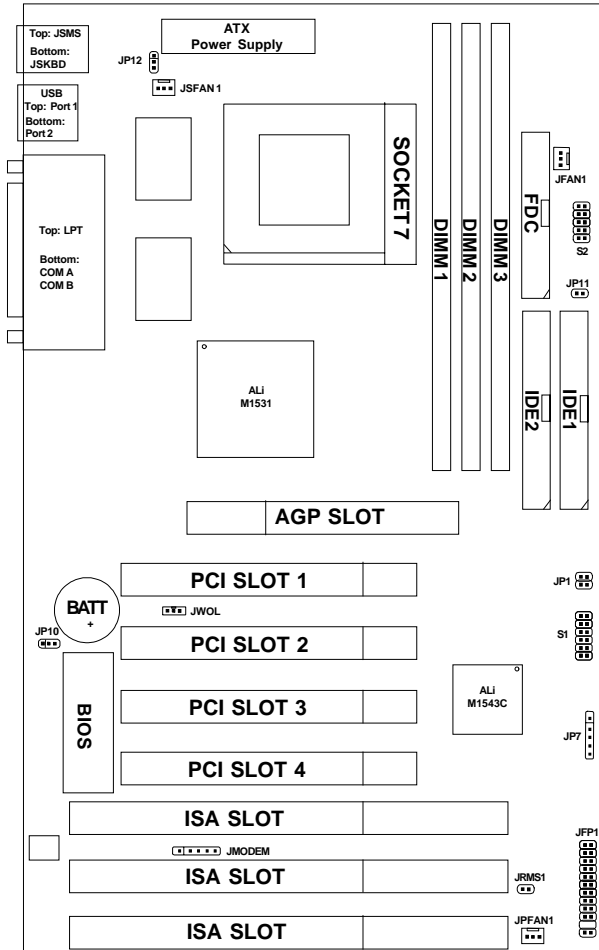 Top: JSMS
Bottom:
JSKBD
ATX
Power Supply
JP12
JSFAN1
USB
Top: Port 1
Bottom:
Port 2
SOCKET 7
DIMM 1
DIMM 2
DIMM 3
FDC
JFAN1
S2
JP11
Top: LPT
Bottom:
COM A
COM B
ALi
M1531
IDE2
IDE1
AGP SLOT
PCI SLOT 1
JP1
BATT
+
JWOL
JP10
PCI SLOT 2
S1
BIOS
PCI SLOT 3
ALi
M1543C
JP7
PCI SLOT 4
ISA SLOT
JFP1
JMODEM
ISA SLOT
JRMS1
JPFAN1
ISA SLOT